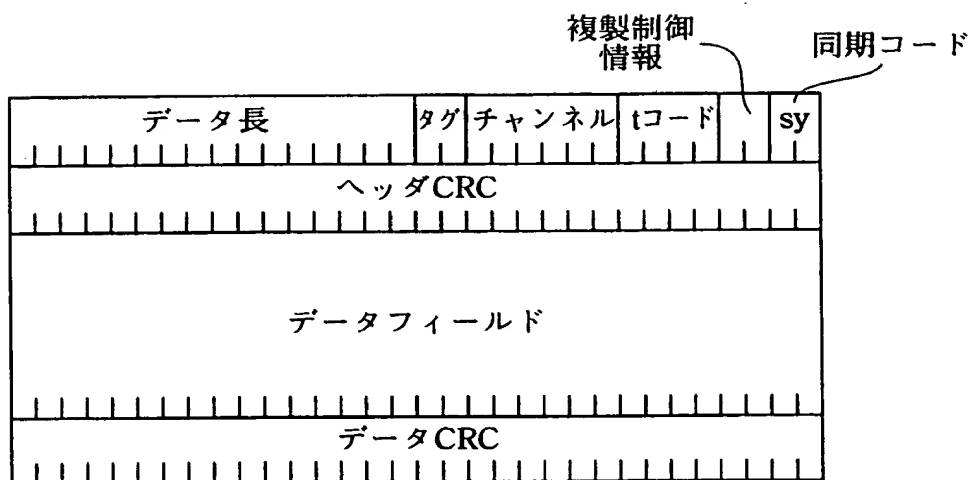 複製制御
情報
同期コード
データ長
タグ
チャンネル
tコード
sy
ヘッダCRC
データフィールド
データCRC